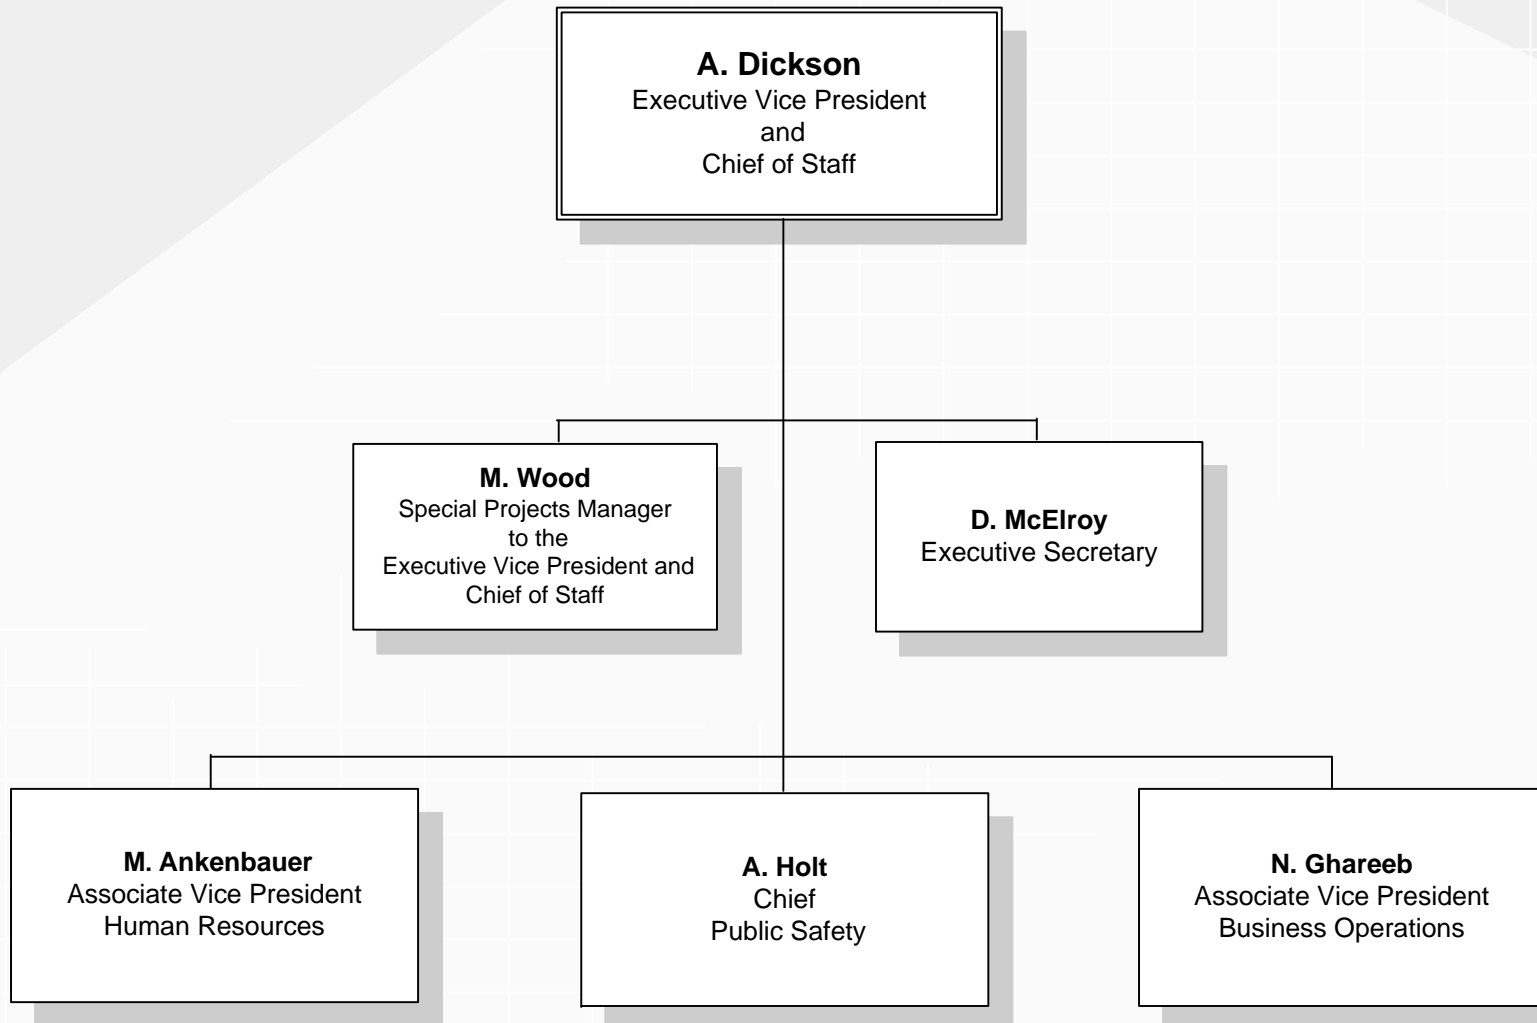 A. Dickson
Executive Vice President
and
Chief of Staff
M. Wood
Special Projects Manager
to the
Executive Vice President and
Chief of Staff
D. McElroy
Executive Secretary
M. Ankenbauer
Associate Vice President
Human Resources
A. Holt
Chief
Public Safety
N. Ghareeb
Associate Vice President
Business Operations